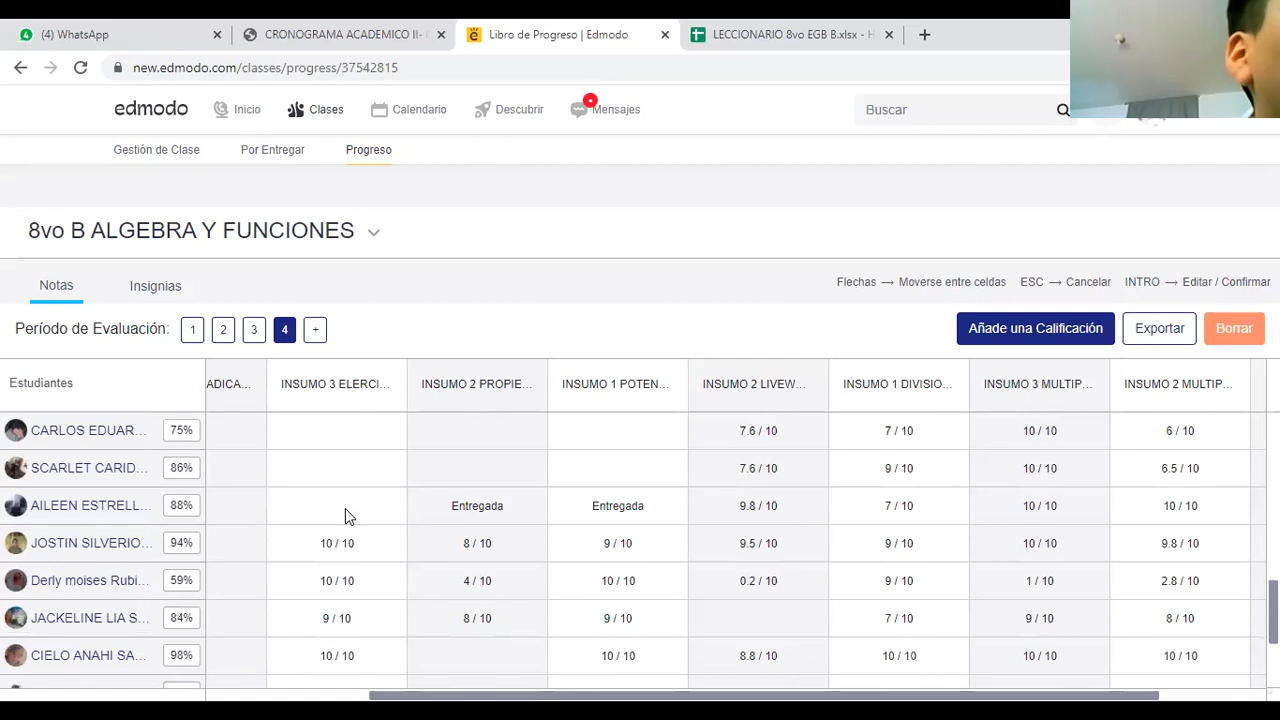 (4) WhatsApp
CRONOGRAMA ACADEMICO II-
Libro de Progreso | Edmodo
LECCIONARIO 8vo EGB B.xlsx - H
new.edmodo.com/classes/progress/37542815
edmodo Inicio Clases Calendario Descubrir Mensajes Buscar
Gestión de Clase Por Entregar Progreso
8vo B ALGEBRA Y FUNCIONES
Notas Insignias Flechas → Moverse entre celdas ESC → Cancelar INTRO → Editar / Confirmar
Período de Evaluación: 1 2 3 4 + Añade una Calificación Exportar Borrar
Estudiantes ADICA... INSUMO 3 ELERCI... INSUMO 2 PROPIE... INSUMO 1 POTEN... INSUMO 2 LIVEW... INSUMO 1 DIVISIO... INSUMO 3 MULTIP... INSUMO 2 MULTIP...
CARLOS EDUAR... 75% 7.6 / 10 7 / 10 10 / 10 6 / 10
SCARLET CARID... 86% 7.6 / 10 9 / 10 10 / 10 6.5 / 10
AILEEN ESTRELL... 88% Entregada Entregada 9.8 / 10 7 / 10 10 / 10 10 / 10
JOSTIN SILVERIO... 94% 10 / 10 8 / 10 9 / 10 9.5 / 10 9 / 10 10 / 10 9.8 / 10
Derly moises Rubi... 59% 10 / 10 4 / 10 10 / 10 0.2 / 10 9 / 10 1 / 10 2.8 / 10
JACKELINE LIA S... 84% 9 / 10 8 / 10 9 / 10 7 / 10 9 / 10 8 / 10
CIELO ANAHI SA... 98% 10 / 10 10 / 10 8.8 / 10 10 / 10 10 / 10 10 / 10